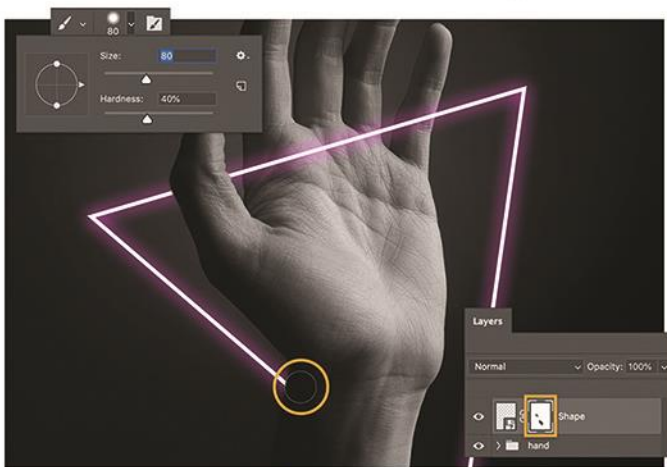 80
Size: 80
Hardness: 40%
Layers
Normal Opacity: 100%
Shape
hand